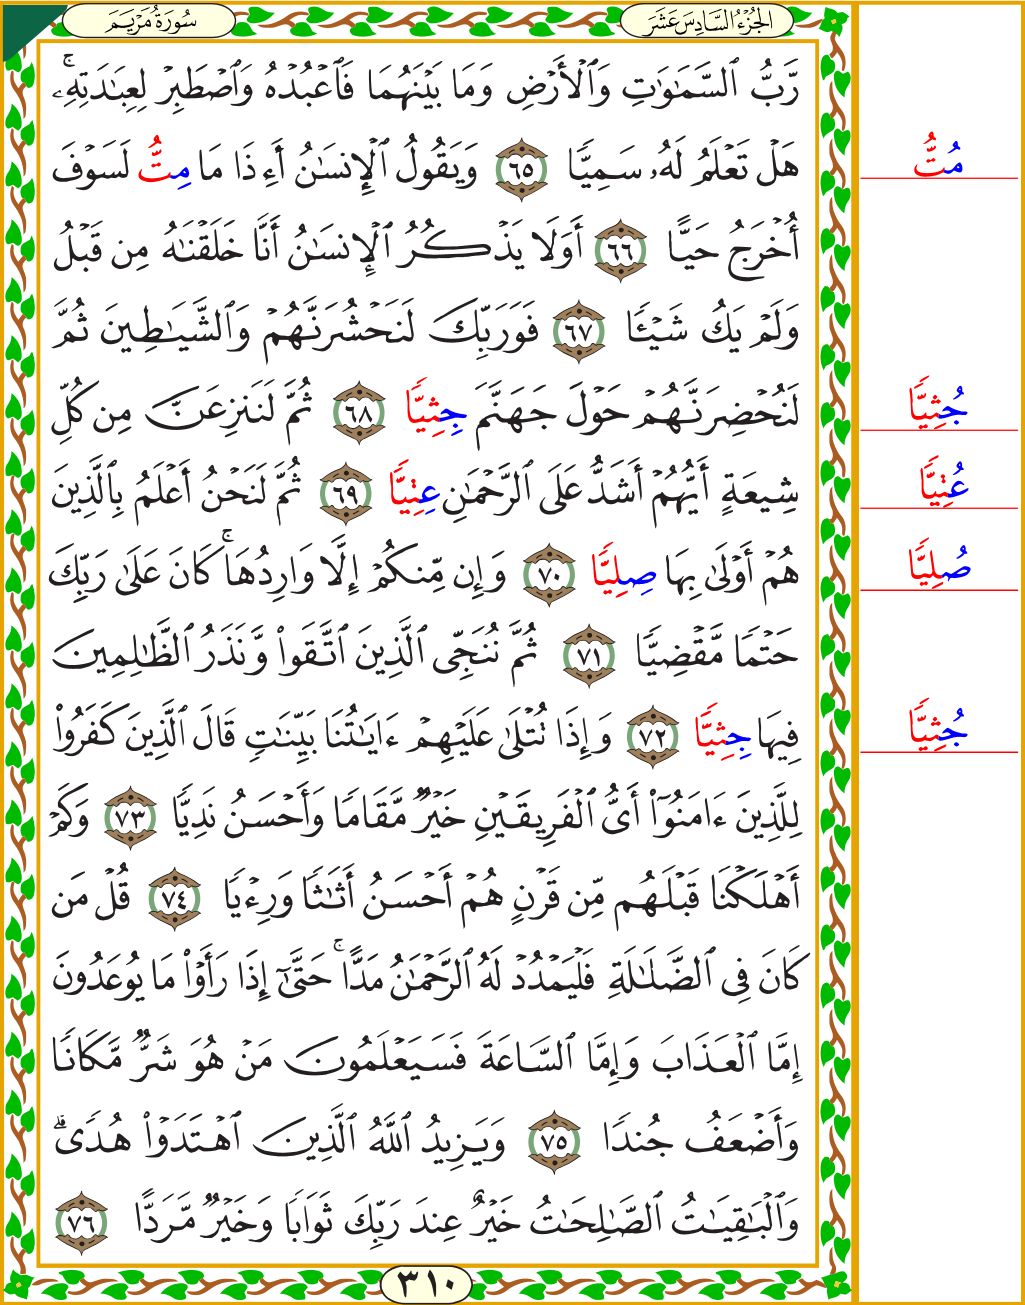 الجُزْءُ السَّادِسَ عَشَرَ
سُورَةُ مَرْيَمَ
رَّبُّ ٱلسَّمَٰوَٰتِ وَٱلْأَرْضِ وَمَا بَيْنَهُمَا فَٱعْبُدْهُ وَٱصْطَبِرْ لِعِبَٰدَتِهِۦۚ
هَلْ تَعْلَمُ لَهُۥ سَمِيًّا ٦٥ وَيَقُولُ ٱلْإِنسَٰنُ أَءِذَا مَا مِتُّ لَسَوْفَ
مُتُّ
أُخْرَجُ حَيًّا ٦٦ أَوَلَا يَذْكُرُ ٱلْإِنسَٰنُ أَنَّا خَلَقْنَٰهُ مِن قَبْلُ
وَلَمْ يَكُ شَيْـًٔا ٦٧ فَوَرَبِّكَ لَنَحْشُرَنَّهُمْ وَٱلشَّيَٰطِينَ ثُمَّ
لَنُحْضِرَنَّهُمْ حَوْلَ جَهَنَّمَ جِثِيًّا ٦٨ ثُمَّ لَنَنزِعَنَّ مِن كُلِّ
جُثِيًّا
شِيعَةٍ أَيُّهُمْ أَشَدُّ عَلَى ٱلرَّحْمَٰنِ عِتِيًّا ٦٩ ثُمَّ لَنَحْنُ أَعْلَمُ بِٱلَّذِينَ
عُتِيًّا
هُمْ أَوْلَىٰ بِهَا صِلِيًّا ٧٠ وَإِن مِّنكُمْ إِلَّا وَارِدُهَاۚ كَانَ عَلَىٰ رَبِّكَ
صُلِيًّا
حَتْمًا مَّقْضِيًّا ٧١ ثُمَّ نُنَجِّى ٱلَّذِينَ ٱتَّقَوا۟ وَّنَذَرُ ٱلظَّٰلِمِينَ
فِيهَا جِثِيًّا ٧٢ وَإِذَا تُتْلَىٰ عَلَيْهِمْ ءَايَٰتُنَا بَيِّنَٰتٍ قَالَ ٱلَّذِينَ كَفَرُوا۟
جُثِيًّا
لِلَّذِينَ ءَامَنُوٓا۟ أَىُّ ٱلْفَرِيقَيْنِ خَيْرٌ مَّقَامًا وَأَحْسَنُ نَدِيًّا ٧٣ وَكَمْ
أَهْلَكْنَا قَبْلَهُم مِّن قَرْنٍ هُمْ أَحْسَنُ أَثَٰثًا وَرِءْيًا ٧٤ قُلْ مَن
كَانَ فِى ٱلضَّلَٰلَةِ فَلْيَمْدُدْ لَهُ ٱلرَّحْمَٰنُ مَدًّاۚ حَتَّىٰٓ إِذَا رَأَوْا۟ مَا يُوعَدُونَ
إِمَّا ٱلْعَذَابَ وَإِمَّا ٱلسَّاعَةَ فَسَيَعْلَمُونَ مَنْ هُوَ شَرٌّ مَّكَانًا
وَأَضْعَفُ جُندًا ٧٥ وَيَزِيدُ ٱللَّهُ ٱلَّذِينَ ٱهْتَدَوْا۟ هُدًىۗ
وَٱلْبَٰقِيَٰتُ ٱلصَّٰلِحَٰتُ خَيْرٌ عِندَ رَبِّكَ ثَوَابًا وَخَيْرٌ مَّرَدًّا ٧٦
٣١٠